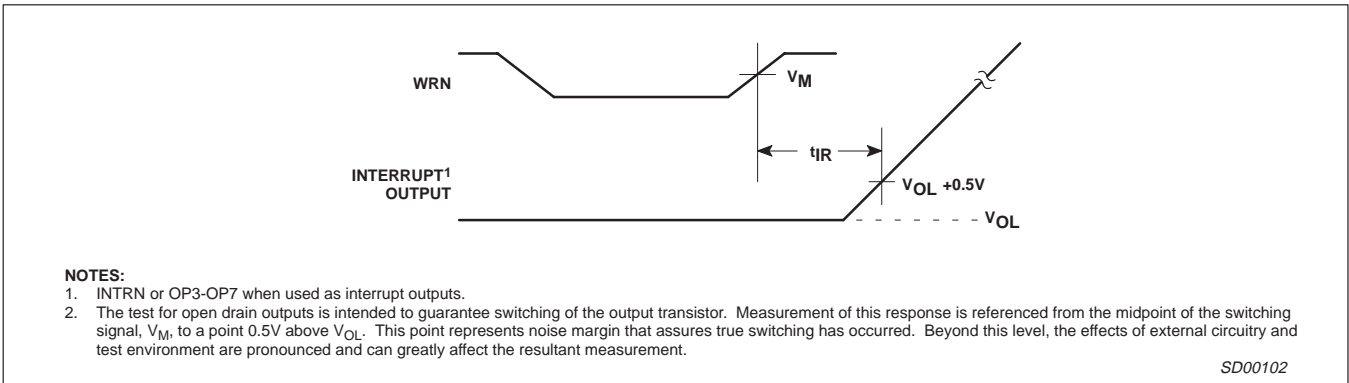 WRN
VM
tIR
INTERRUPT1
OUTPUT
VOL +0.5V
VOL
NOTES:
1. INTRN or OP3-OP7 when used as interrupt outputs.
2. The test for open drain outputs is intended to guarantee switching of the output transistor. Measurement of this response is referenced from the midpoint of the switching
signal, VM, to a point 0.5V above VOL. This point represents noise margin that assures true switching has occurred. Beyond this level, the effects of external circuitry and
test environment are pronounced and can greatly affect the resultant measurement.
SD00102